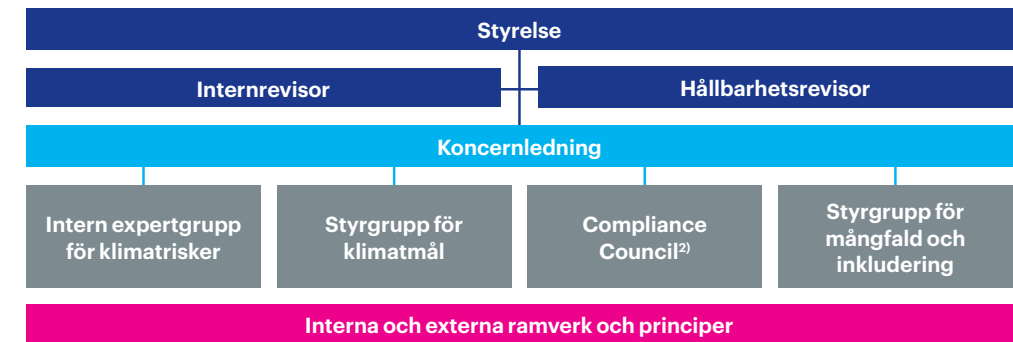 Styrelse
Internrevisor
Hållbarhetsrevisor
Koncernledning
Intern expertgrupp
för klimatrisker
Styrgrupp för
klimatmål
Compliance
Council²⁾
Styrgrupp för
mångfald och
inkludering
Interna och externa ramverk och principer